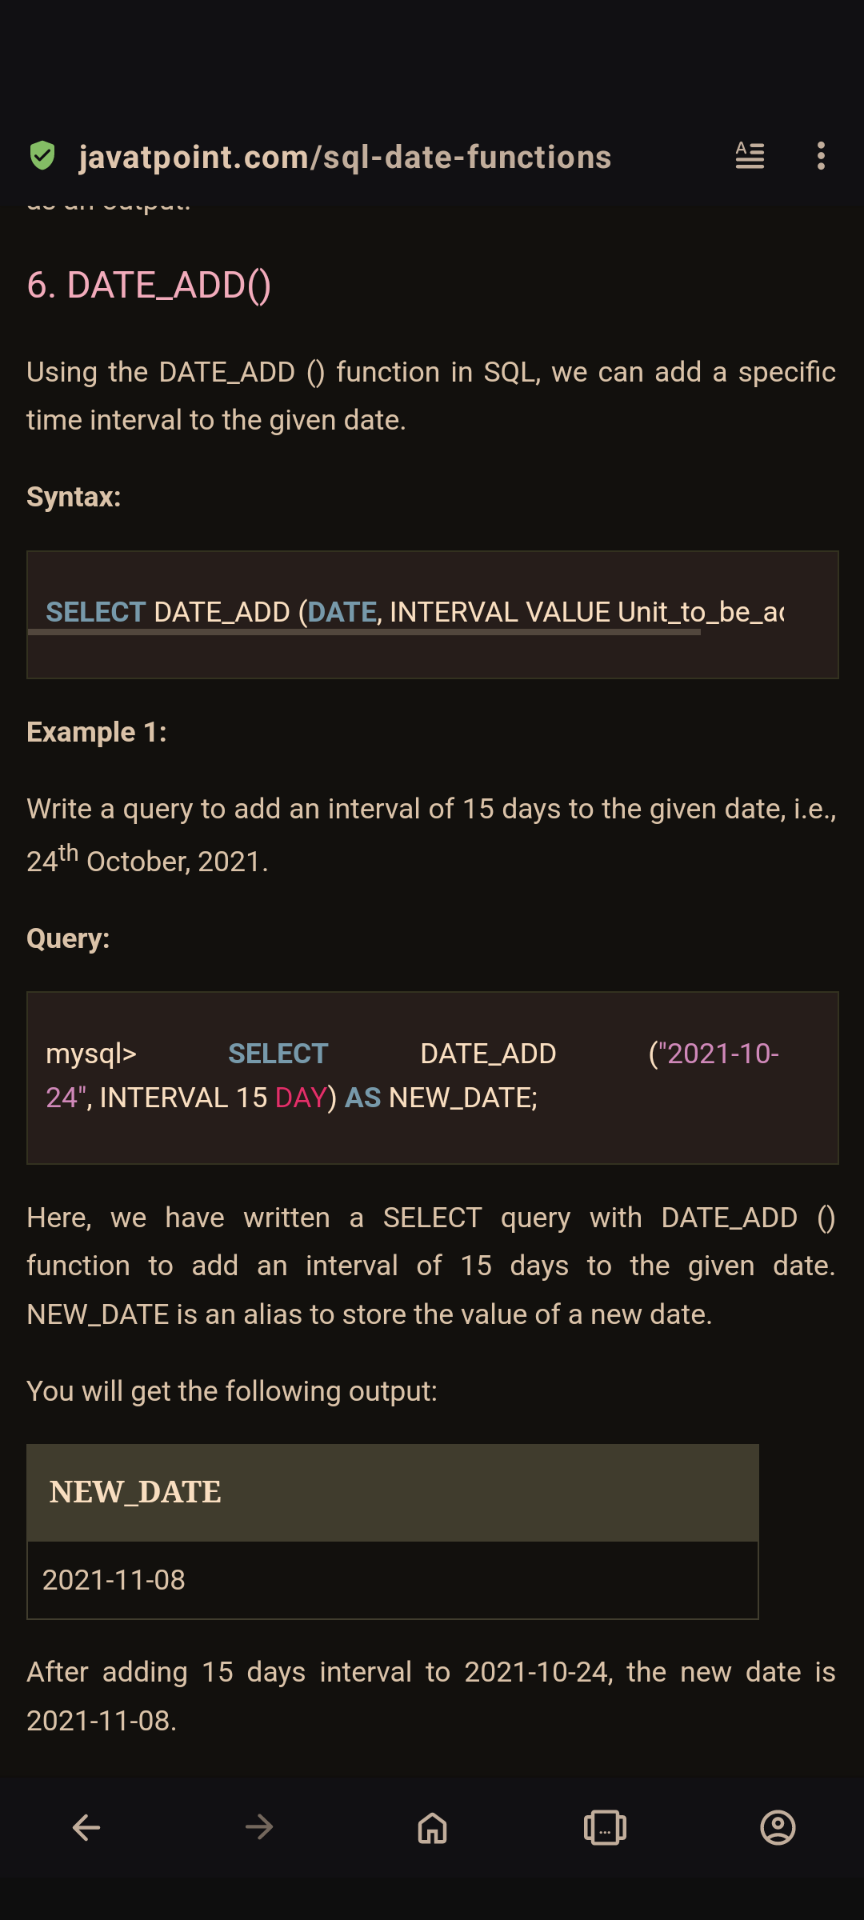 javatpoint.com/sql-date-functions
as an output.
6. DATE_ADD()
Using the DATE_ADD () function in SQL, we can add a specific
time interval to the given date.
Syntax:
SELECT DATE_ADD (DATE, INTERVAL VALUE Unit_to_be_ad
Example 1:
Write a query to add an interval of 15 days to the given date, i.e.,
24th October, 2021.
Query:
mysql> SELECT DATE_ADD ("2021-10-
24", INTERVAL 15 DAY) AS NEW_DATE;
Here, we have written a SELECT query with DATE_ADD ()
function to add an interval of 15 days to the given date.
NEW_DATE is an alias to store the value of a new date.
You will get the following output:
NEW_DATE
2021-11-08
After adding 15 days interval to 2021-10-24, the new date is
2021-11-08.